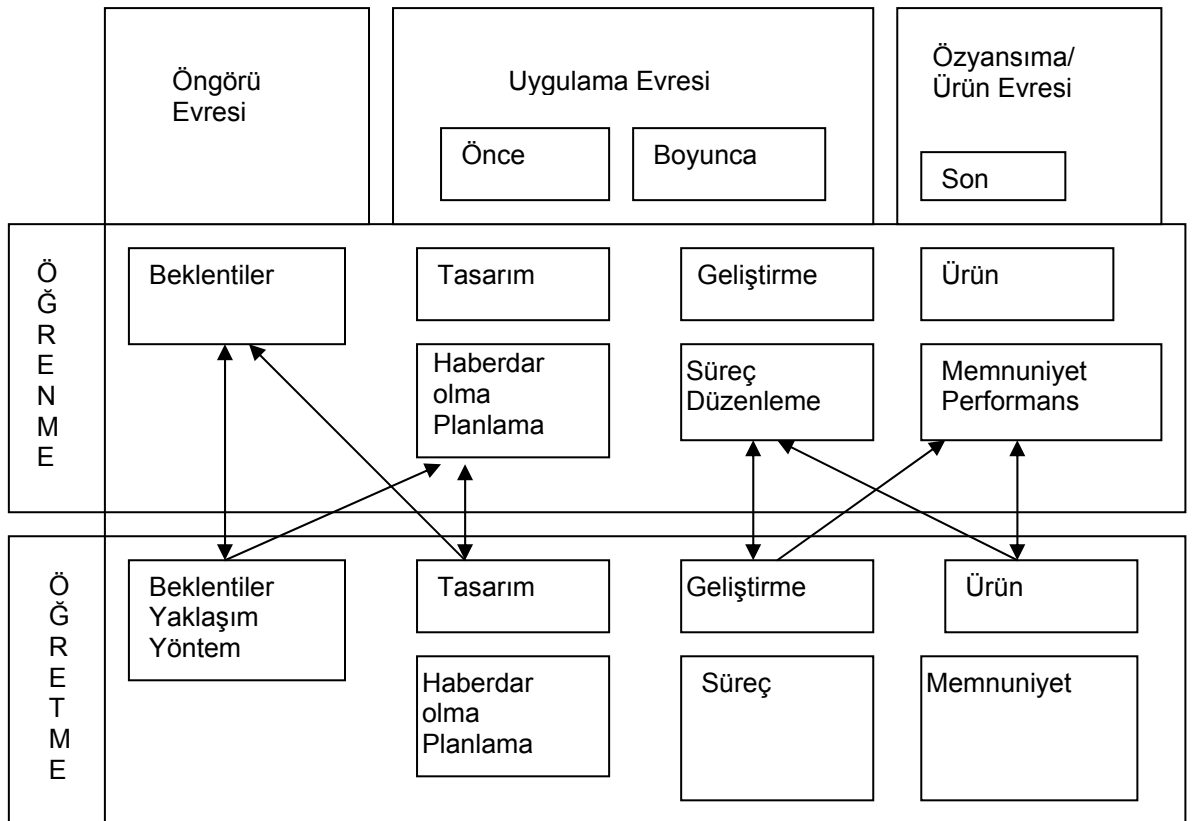 Öngörü
Evresi
Uygulama Evresi
Önce
Boyunca
Özyansıma/
Ürün Evresi
Son
Ö
Ğ
R
E
N
M
E
Beklentiler
Tasarım
Geliştirme
Ürün
Haberdar
olma
Planlama
Süreç
Düzenleme
Memnuniyet
Performans
Ö
Ğ
R
E
T
M
E
Beklentiler
Yaklaşım
Yöntem
Tasarım
Geliştirme
Ürün
Haberdar
olma
Planlama
Süreç
Memnuniyet